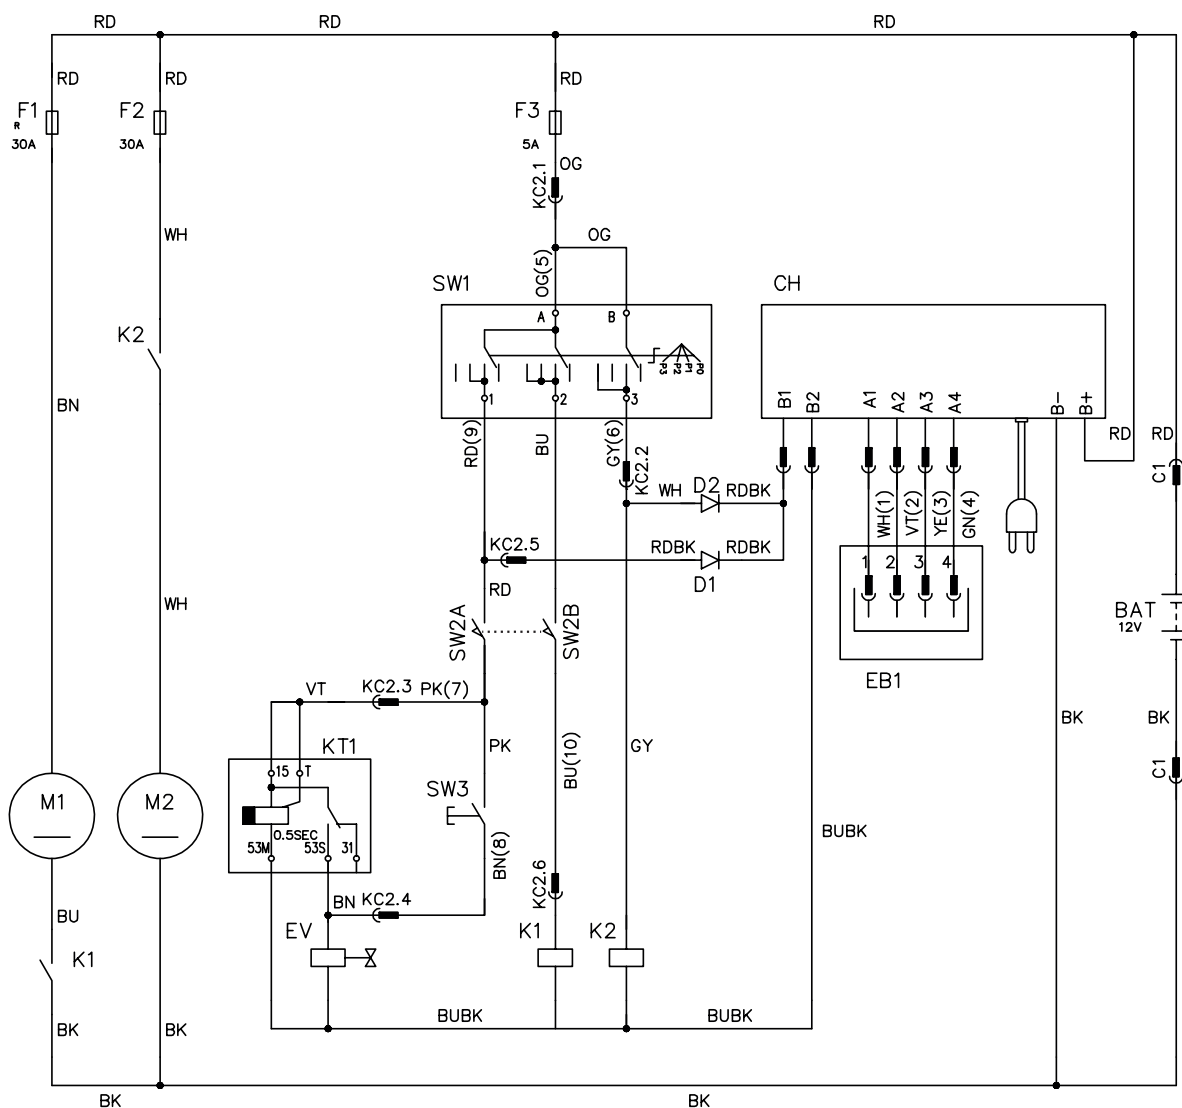 RD RD RD
RD RD RD
F1 F2 F3
R
30A 30A 5A
OG
KC2.1
WH OG
OG(5)
SW1 CH
A B
K2
P3 P2 P1 P0
1 2 3
B1 B2 A1 A2 A3 A4 B- B+
BN
RD(9) BU GY(6) RD RD
KC2.2 C1
WH D2 RDBK
WH(1) VT(2) YE(3) GN(4)
KC2.5 RDBK RDBK
D1
1 2 3 4
RD
WH
SW2A SW2B
BAT
12V
EB1
VT KC2.3 PK(7)
BK BK
KT1 PK BU(10) GY
15 T
C1
M1 M2
SW3
0.5SEC
53M 53S 31
BN(8)
BUBK
KC2.6
BN KC2.4
BU
EV K1 K2
K1
BUBK BUBK
BK BK
BK BK